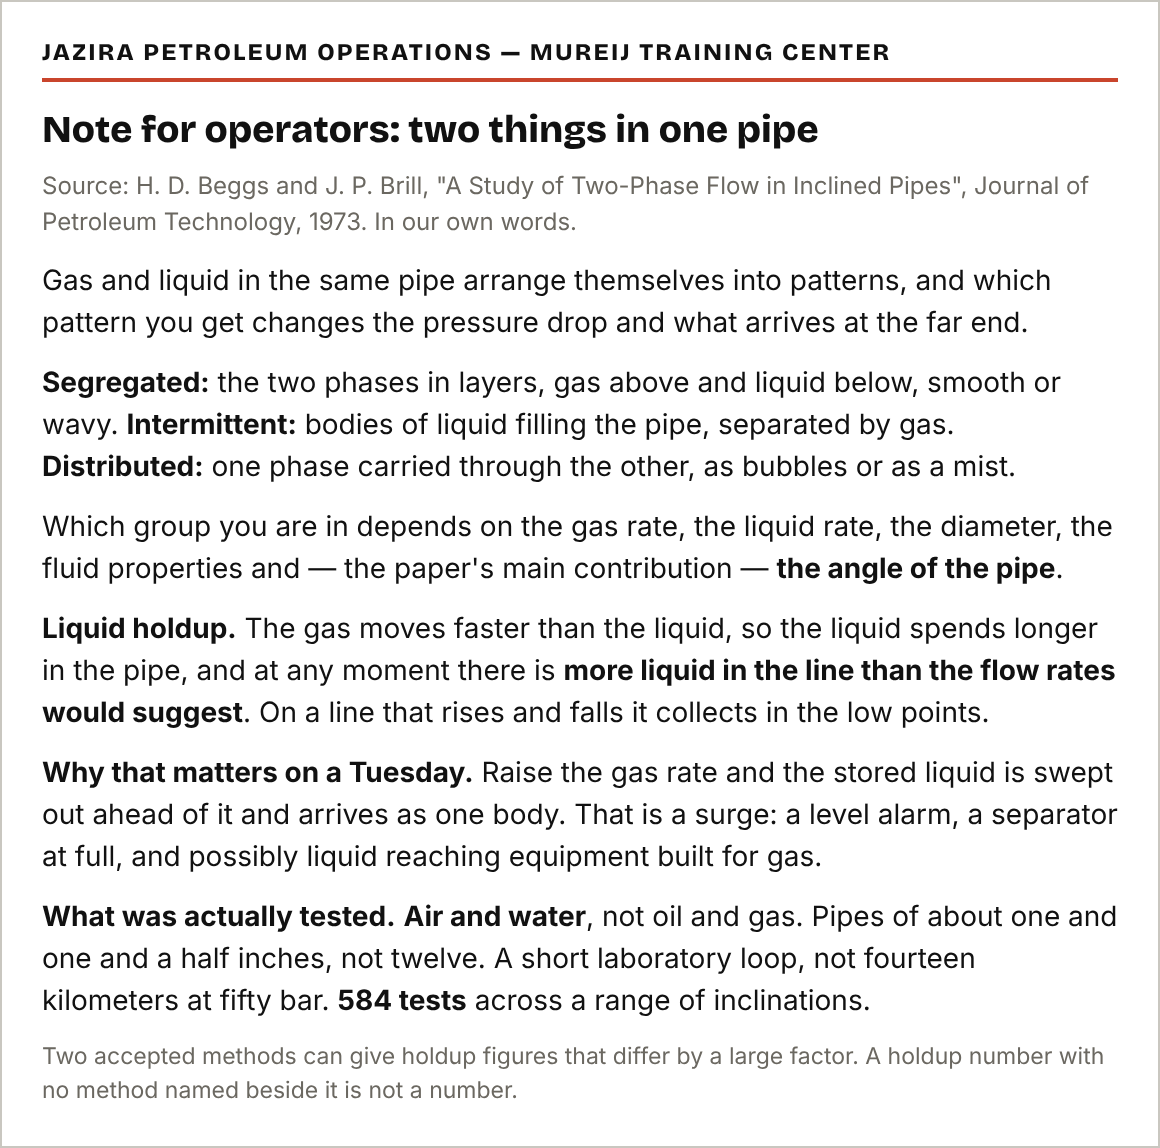 JAZIRA PETROLEUM OPERATIONS — MUREIJ TRAINING CENTER
Note for operators: two things in one pipe
Source: H. D. Beggs and J. P. Brill, "A Study of Two-Phase Flow in Inclined Pipes", Journal of
Petroleum Technology, 1973. In our own words.
Gas and liquid in the same pipe arrange themselves into patterns, and which
pattern you get changes the pressure drop and what arrives at the far end.
Segregated: the two phases in layers, gas above and liquid below, smooth or
wavy. Intermittent: bodies of liquid filling the pipe, separated by gas.
Distributed: one phase carried through the other, as bubbles or as a mist.
Which group you are in depends on the gas rate, the liquid rate, the diameter, the
fluid properties and — the paper's main contribution — the angle of the pipe.
Liquid holdup. The gas moves faster than the liquid, so the liquid spends longer
in the pipe, and at any moment there is more liquid in the line than the flow rates
would suggest. On a line that rises and falls it collects in the low points.
Why that matters on a Tuesday. Raise the gas rate and the stored liquid is swept
out ahead of it and arrives as one body. That is a surge: a level alarm, a separator
at full, and possibly liquid reaching equipment built for gas.
What was actually tested. Air and water, not oil and gas. Pipes of about one and
one and a half inches, not twelve. A short laboratory loop, not fourteen
kilometers at fifty bar. 584 tests across a range of inclinations.
Two accepted methods can give holdup figures that differ by a large factor. A holdup number with
no method named beside it is not a number.